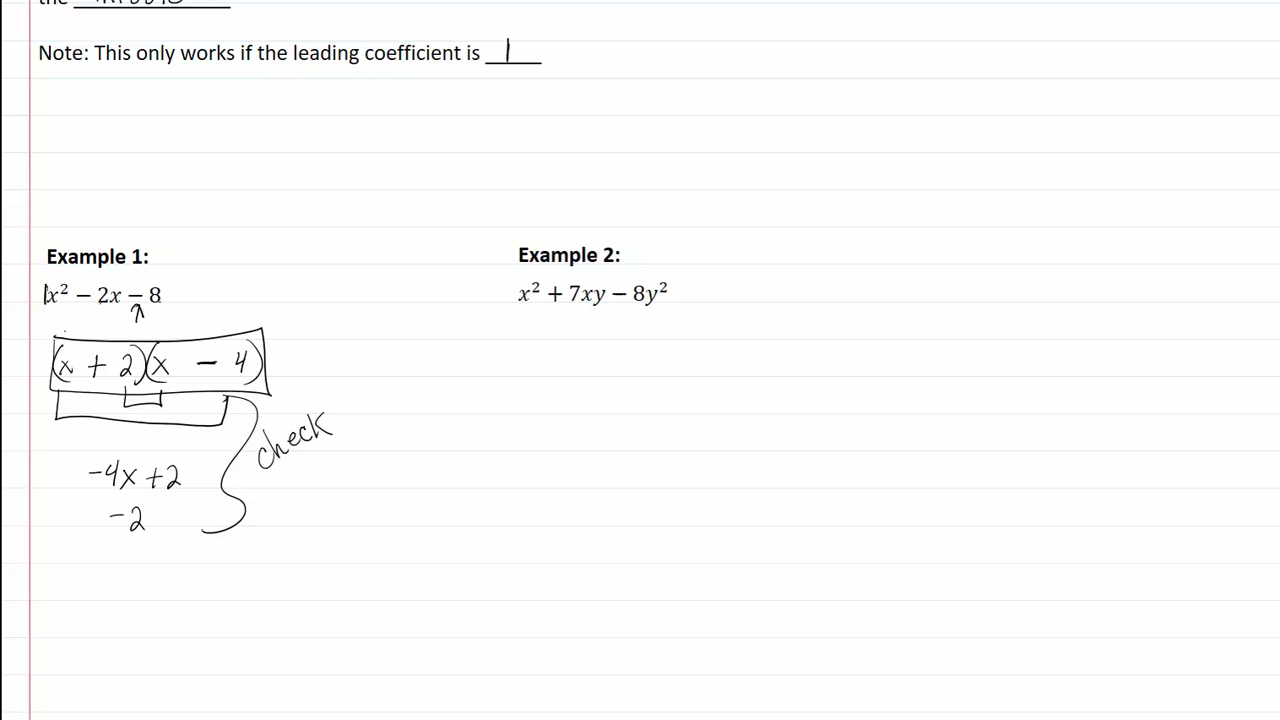 the
Note: This only works if the leading coefficient is 1
Example 1:
1x² − 2x − 8
(x + 2)(x − 4)
check
-4x +2
-2
Example 2:
x² + 7xy − 8y²